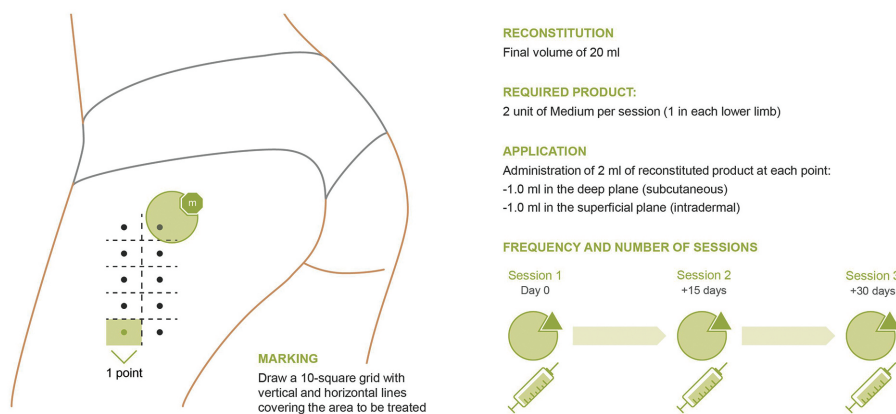 m
1 point
MARKING
Draw a 10-square grid with
vertical and horizontal lines
covering the area to be treated
RECONSTITUTION
Final volume of 20 ml
REQUIRED PRODUCT:
2 unit of Medium per session (1 in each lower limb)
APPLICATION
Administration of 2 ml of reconstituted product at each point:
-1.0 ml in the deep plane (subcutaneous)
-1.0 ml in the superficial plane (intradermal)
FREQUENCY AND NUMBER OF SESSIONS
Session 1
Day 0
Session 2
+15 days
Session 3
+30 days